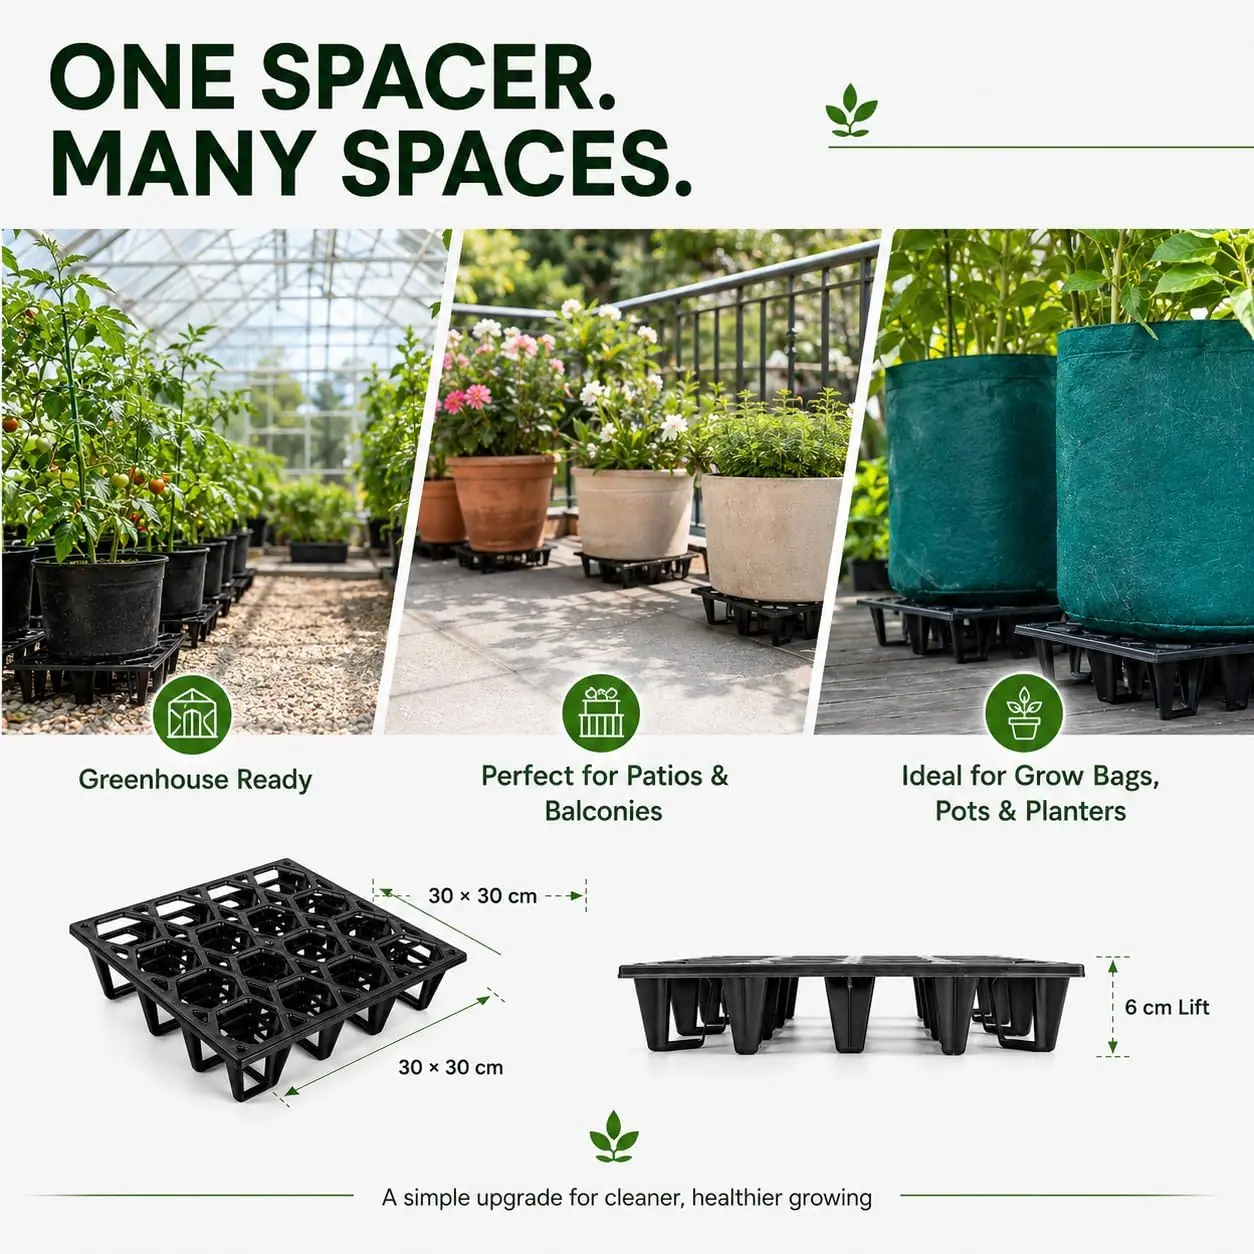 ONE SPACER.
MANY SPACES.
Greenhouse Ready
Perfect for Patios &
Balconies
Ideal for Grow Bags,
Pots & Planters
30 × 30 cm
6 cm Lift
30 × 30 cm
A simple upgrade for cleaner, healthier growing